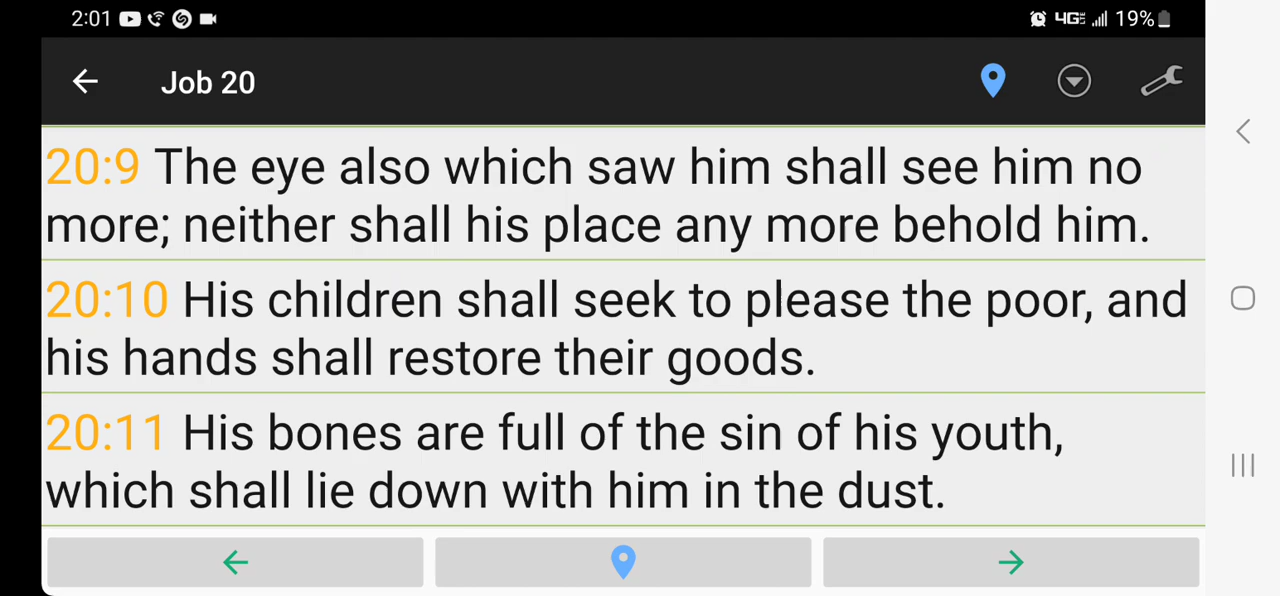 2:01 4G 19%
Job 20
20:9 The eye also which saw him shall see him no
more; neither shall his place any more behold him.
20:10 His children shall seek to please the poor, and
his hands shall restore their goods.
20:11 His bones are full of the sin of his youth,
which shall lie down with him in the dust.